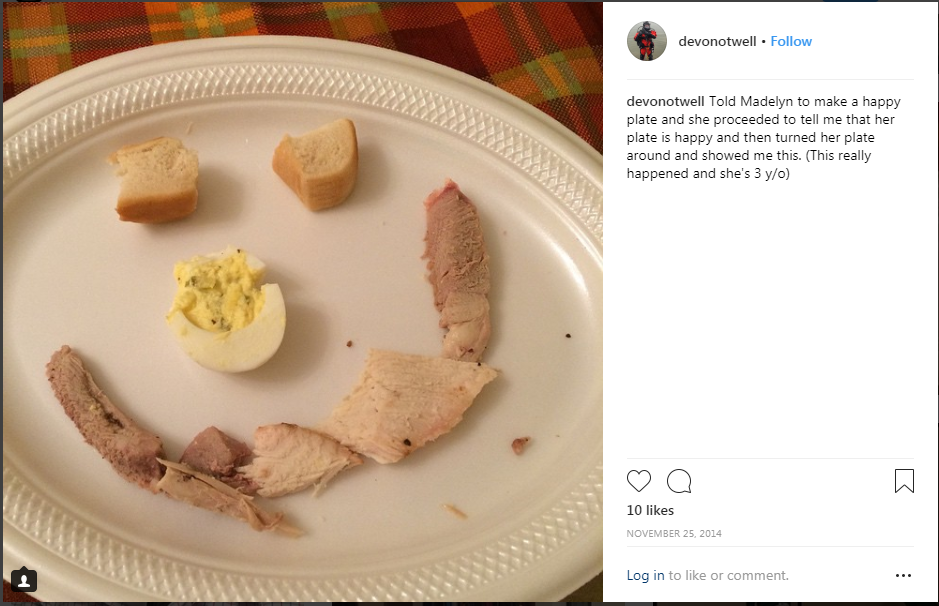 devonotwell • Follow
devonotwell Told Madelyn to make a happy
plate and she proceeded to tell me that her
plate is happy and then turned her plate
around and showed me this. (This really
happened and she's 3 y/o)
10 likes
NOVEMBER 25, 2014
Log in to like or comment.